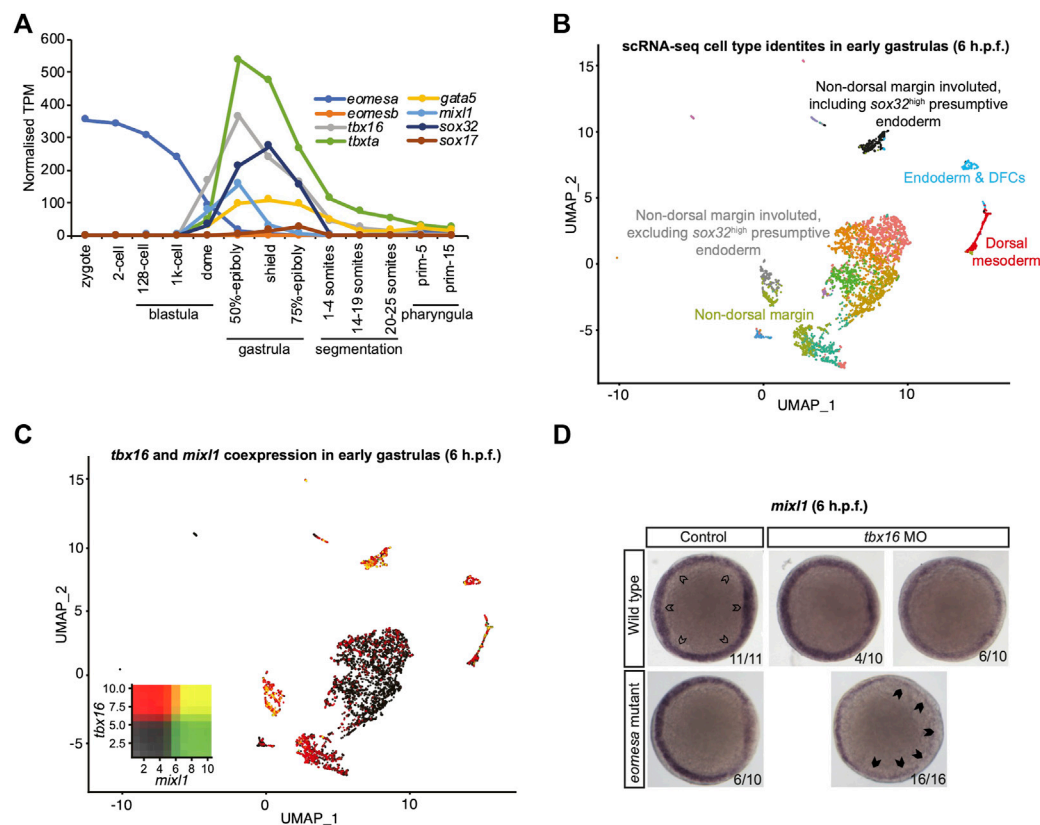 A
600
500
400
300
200
100
0
Normalised TPM
eomesa
eomesb
tbx16
tbxta
gata5
mixl1
sox32
sox17
zygote
2-cell
128-cell
1k-cell
dome
50%-epiboly
shield
75%-epiboly
1-4 somites
14-19 somites
20-25 somites
prim-5
prim-15
blastula
gastrula
segmentation
pharyngula
B
scRNA-seq cell type identites in early gastrulas (6 h.p.f.)
15
10
5
0
-5
UMAP_2
Non-dorsal margin involuted,
including sox32high presumptive
endoderm
Endoderm & DFCs
Non-dorsal margin involuted,
excluding sox32high presumptive
endoderm
Dorsal
mesoderm
Non-dorsal margin
-10
0
10
UMAP_1
C
tbx16 and mixl1 coexpression in early gastrulas (6 h.p.f.)
15
10
5
0
-5
UMAP_2
10.0
7.5
5.0
2.5
tbx16
2 4 6 8 10
mixl1
-10
0
10
UMAP_1
D
mixl1 (6 h.p.f.)
Control
tbx16 MO
Wild type
11/11
4/10
6/10
eomesa mutant
6/10
16/16